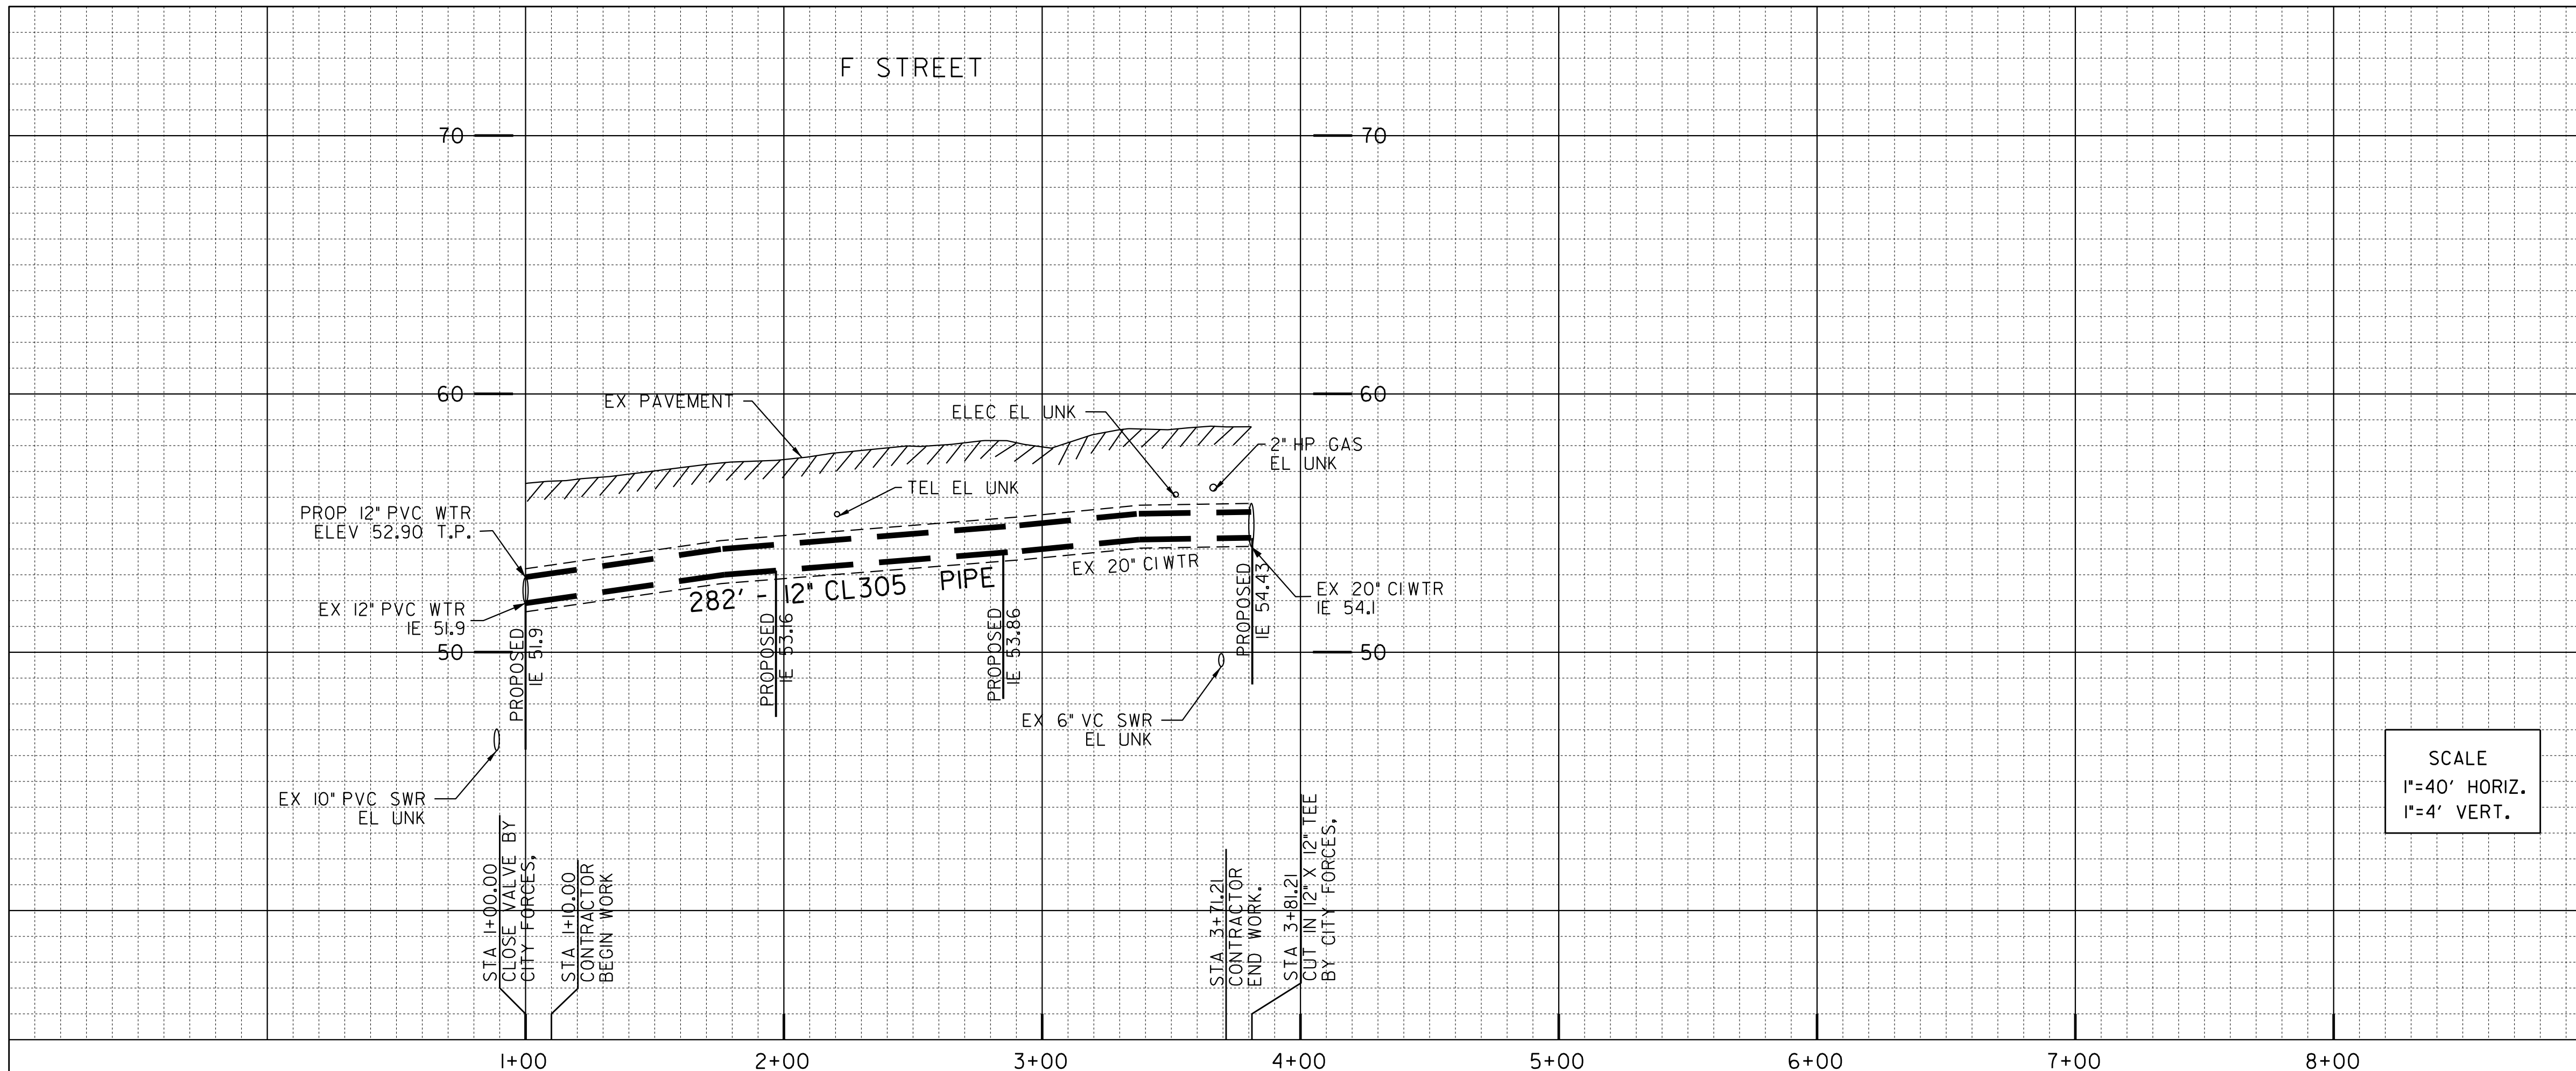 F STREET
70
70
60
60
EX PAVEMENT
ELEC EL UNK
2" HP GAS
EL UNK
TEL EL UNK
PROP 12" PVC WTR
ELEV 52.90 T.P.
EX 12" PVC WTR
IE 51.9
282' - 12" CL305 PIPE
EX 20" CI WTR
EX 20" CI WTR
IE 54.1
PROPOSED
IE 51.9
PROPOSED
IE 53.16
PROPOSED
IE 53.86
PROPOSED
IE 54.43
50
50
EX 6" VC SWR
EL UNK
EX 10" PVC SWR
EL UNK
SCALE
1"=40' HORIZ.
1"=4' VERT.
STA 1+00.00
CLOSE VALVE BY
CITY FORCES,
STA 1+10.00
CONTRACTOR
BEGIN WORK
STA 3+71.21
CONTRACTOR
END WORK.
STA 3+81.21
CUT IN 12" X 12" TEE
BY CITY FORCES,
1+00
2+00
3+00
4+00
5+00
6+00
7+00
8+00